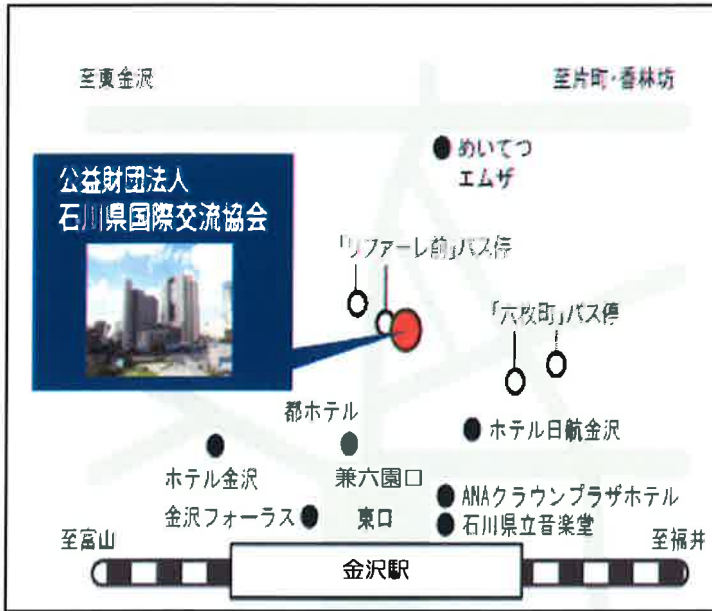 至東金沢
至片町・香林坊
めいてつ
エムザ
公益財団法人
石川県国際交流協会
「リファーレ前」バス停
「六枚町」バス停
都ホテル
ホテル日航金沢
ホテル金沢
兼六園口
ANAクラウンプラザホテル
金沢フォーラス
東口
石川県立音楽堂
至富山
至福井
金沢駅